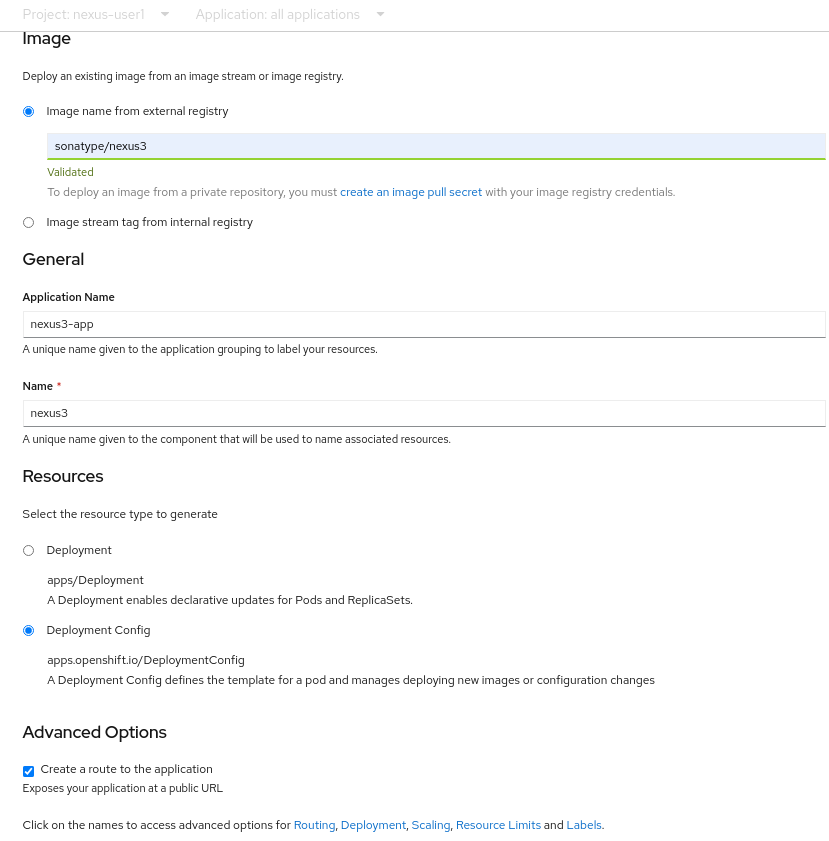 Project: nexus-user1 Application: all applications
Image
Deploy an existing image from an image stream or image registry.
Image name from external registry
sonatype/nexus3
Validated
To deploy an image from a private repository, you must create an image pull secret with your image registry credentials.
Image stream tag from internal registry
General
Application Name
nexus3-app
A unique name given to the application grouping to label your resources.
Name *
nexus3
A unique name given to the component that will be used to name associated resources.
Resources
Select the resource type to generate
Deployment
apps/Deployment
A Deployment enables declarative updates for Pods and ReplicaSets.
Deployment Config
apps.openshift.io/DeploymentConfig
A Deployment Config defines the template for a pod and manages deploying new images or configuration changes
Advanced Options
Create a route to the application
Exposes your application at a public URL
Click on the names to access advanced options for Routing, Deployment, Scaling, Resource Limits and Labels.